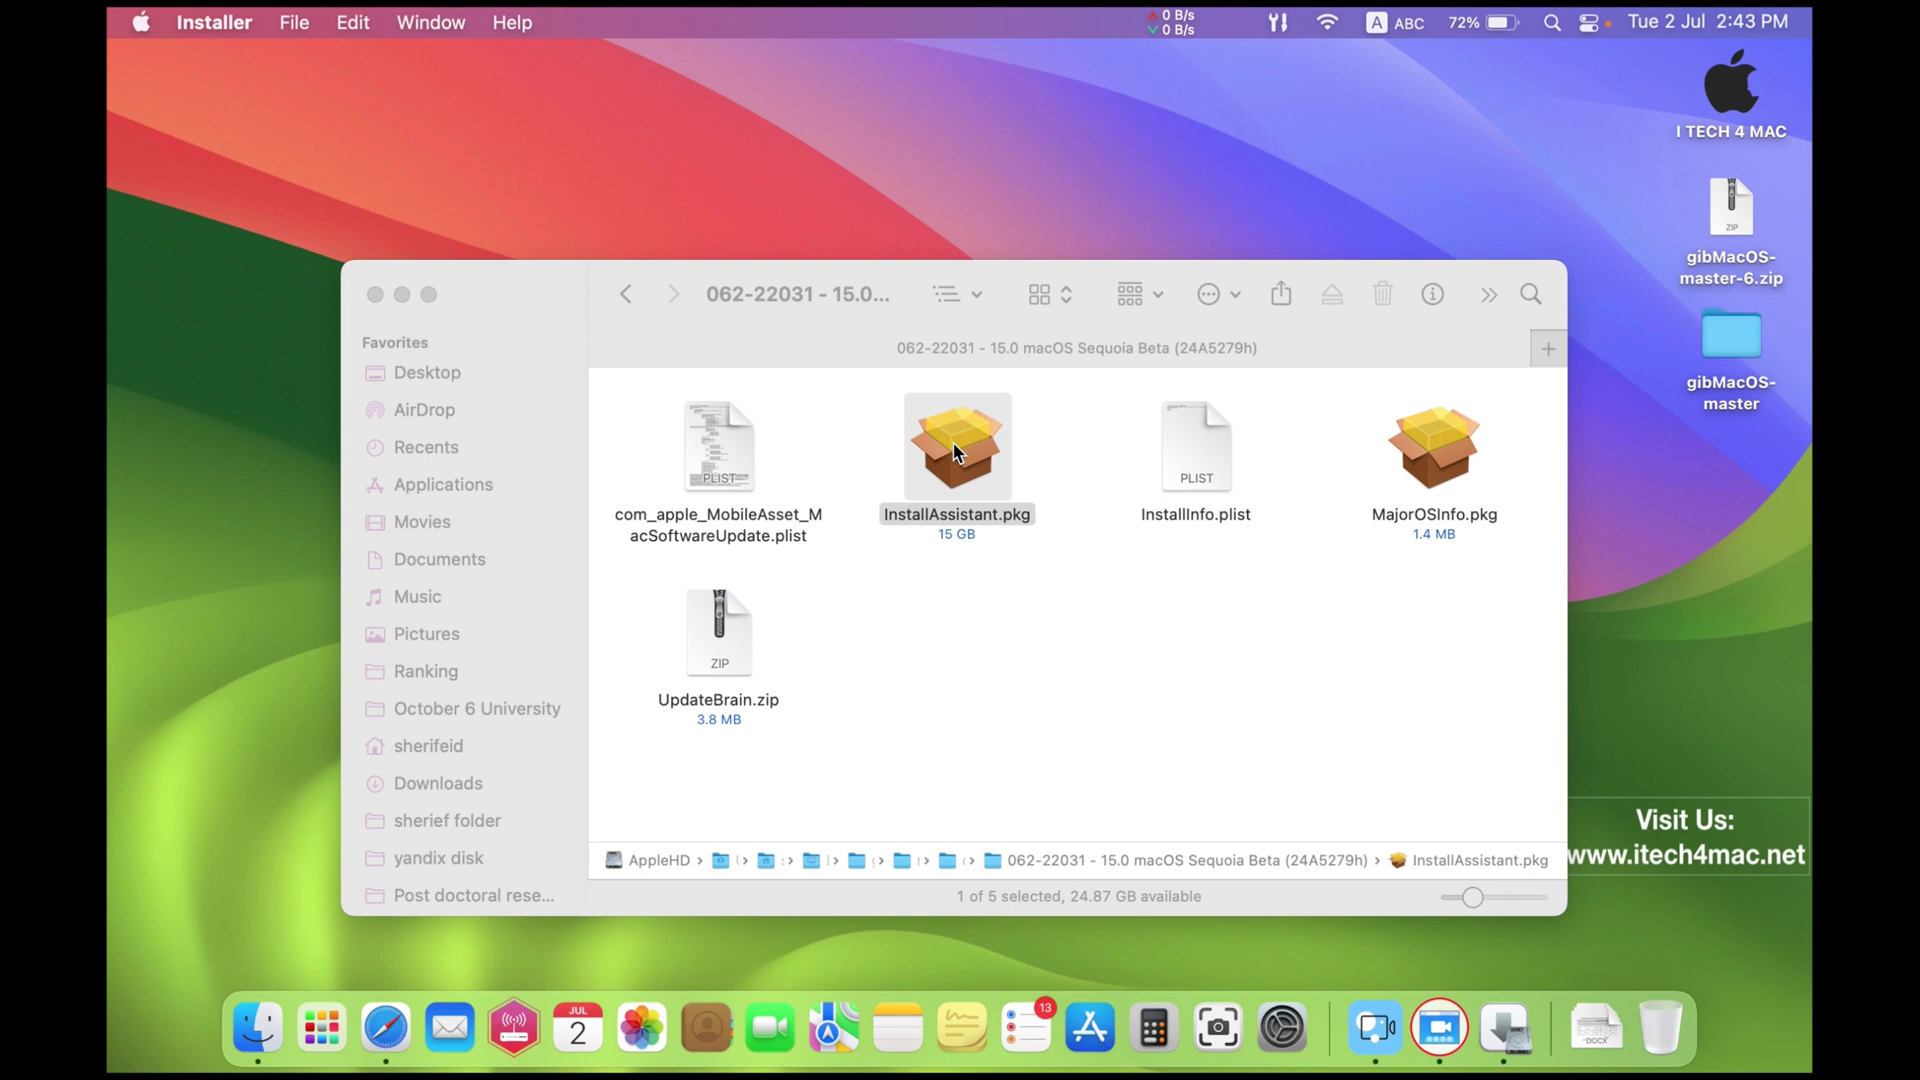 Installer File Edit Window Help
0 B/s
0 B/s
A ABC 72% Tue 2 Jul 2:43 PM
I TECH 4 MAC
ZIP
gibMacOS-
master-6.zip
gibMacOS-
master
062-22031 - 15.0...
062-22031 - 15.0 macOS Sequoia Beta (24A5279h)
Favorites
Desktop
AirDrop
Recents
Applications
Movies
Documents
Music
Pictures
Ranking
October 6 University
sherifeid
Downloads
sherief folder
yandix disk
Post doctoral rese...
PLIST
com_apple_MobileAsset_M
acSoftwareUpdate.plist
InstallAssistant.pkg
15 GB
PLIST
InstallInfo.plist
MajorOSInfo.pkg
1.4 MB
ZIP
UpdateBrain.zip
3.8 MB
AppleHD 062-22031 - 15.0 macOS Sequoia Beta (24A5279h) InstallAssistant.pkg
1 of 5 selected, 24.87 GB available
Visit Us:
www.itech4mac.net
JUL
2
13
DOCX